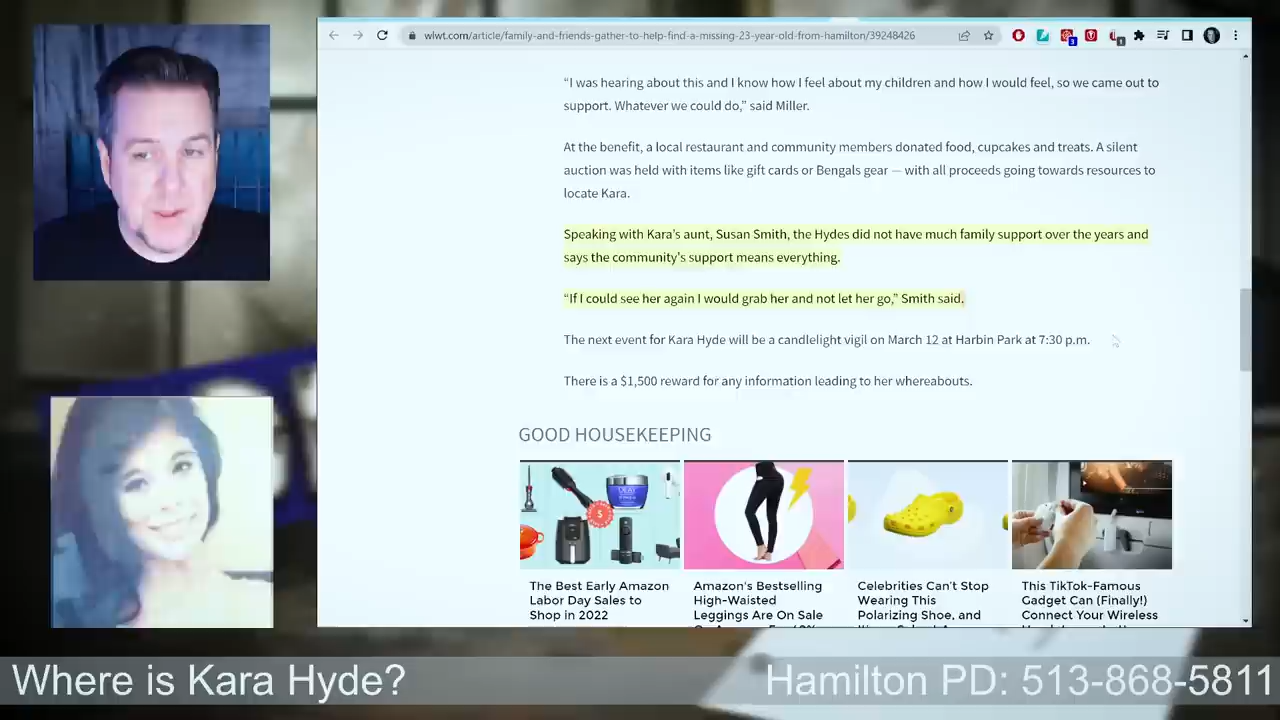 wlwt.com/article/family-and-friends-gather-to-help-find-a-missing-23-year-old-from-hamilton/39248426
“I was hearing about this and I know how I feel about my children and how I would feel, so we came out to
support. Whatever we could do,” said Miller.
At the benefit, a local restaurant and community members donated food, cupcakes and treats. A silent
auction was held with items like gift cards or Bengals gear — with all proceeds going towards resources to
locate Kara.
Speaking with Kara’s aunt, Susan Smith, the Hydes did not have much family support over the years and
says the community’s support means everything.
“If I could see her again I would grab her and not let her go,” Smith said.
The next event for Kara Hyde will be a candlelight vigil on March 12 at Harbin Park at 7:30 p.m.
There is a $1,500 reward for any information leading to her whereabouts.
GOOD HOUSEKEEPING
The Best Early Amazon
Labor Day Sales to
Shop in 2022
Amazon's Bestselling
High-Waisted
Leggings Are On Sale
Celebrities Can't Stop
Wearing This
Polarizing Shoe, and
This TikTok-Famous
Gadget Can (Finally!)
Connect Your Wireless
Where is Kara Hyde?
Hamilton PD: 513-868-5811